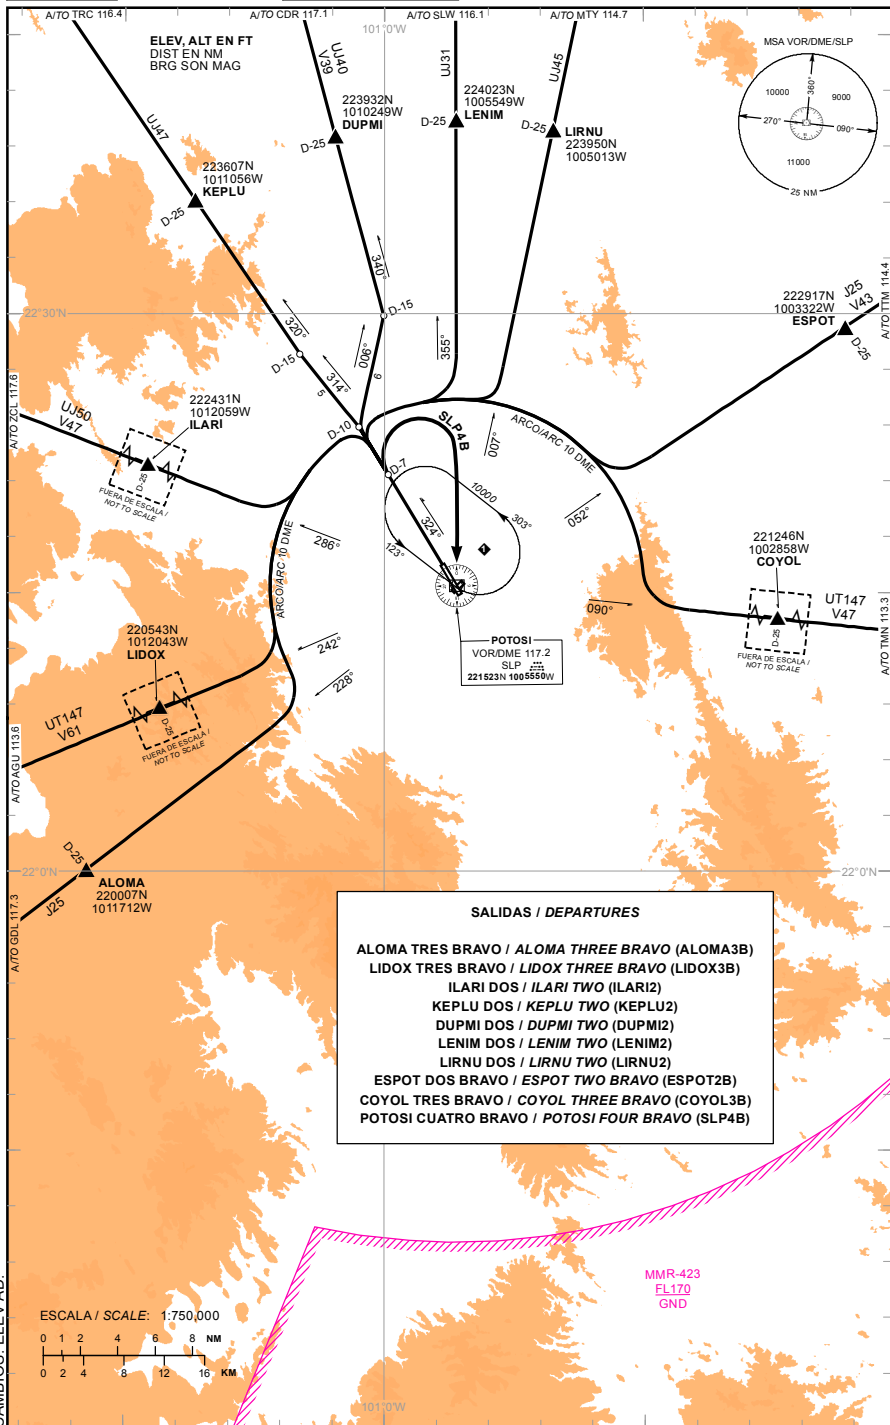 A/TO TRC 116.4
A/TO CDR 117.1
A/TO SLW 116.1
A/TO MTY 114.7
101°0'W
ELEV, ALT EN FT
DIST EN NM
BRG SON MAG
MSA VOR/DME/SLP
360°
10000
9000
270°
090°
11000
25 NM
UJ47
UJ40
V39
UJ31
UJ45
223932N
1010249W
DUPMI
D-25
224023N
1005549W
LENIM
D-25
D-25
LIRNU
223950N
1005013W
223607N
1011056W
KEPLU
D-25
340°
22°30'N
D-15
320°
D-15
006°
6
355°
314°
5
222917N
1003322W
ESPOT
D-25
J25
V43
A/TO TTM 114.4
A/TO ZCL 117.6
UJ50
V47
222431N
1012059W
ILARI
D-25
FUERA DE ESCALA /
NOT TO SCALE
D-10
SLP4B
007°
ARCO/ARC 10 DME
D-7
10000
324°
303°
123°
1
052°
286°
ARCO/ARC 10 DME
221246N
1002858W
COYOL
D-25
FUERA DE ESCALA /
NOT TO SCALE
UT147
V47
A/TO TMN 113.3
090°
POTOSI
VOR/DME 117.2
SLP
221523N 1005550W
220543N
1012043W
LIDOX
D-25
FUERA DE ESCALA /
NOT TO SCALE
242°
228°
UT147
V61
A/TO AGU 113.6
22°0'N
22°0'N
D-25
ALOMA
220007N
1011712W
J25
A/TO GDL 117.3
SALIDAS / DEPARTURES
ALOMA TRES BRAVO / ALOMA THREE BRAVO (ALOMA3B)
LIDOX TRES BRAVO / LIDOX THREE BRAVO (LIDOX3B)
ILARI DOS / ILARI TWO (ILARI2)
KEPLU DOS / KEPLU TWO (KEPLU2)
DUPMI DOS / DUPMI TWO (DUPMI2)
LENIM DOS / LENIM TWO (LENIM2)
LIRNU DOS / LIRNU TWO (LIRNU2)
ESPOT DOS BRAVO / ESPOT TWO BRAVO (ESPOT2B)
COYOL TRES BRAVO / COYOL THREE BRAVO (COYOL3B)
POTOSI CUATRO BRAVO / POTOSI FOUR BRAVO (SLP4B)
MMR-423
FL170
GND
ESCALA / SCALE: 1:750,000
0 1 2 4 6 8 NM
0 2 4 8 12 16 KM
101°0'W